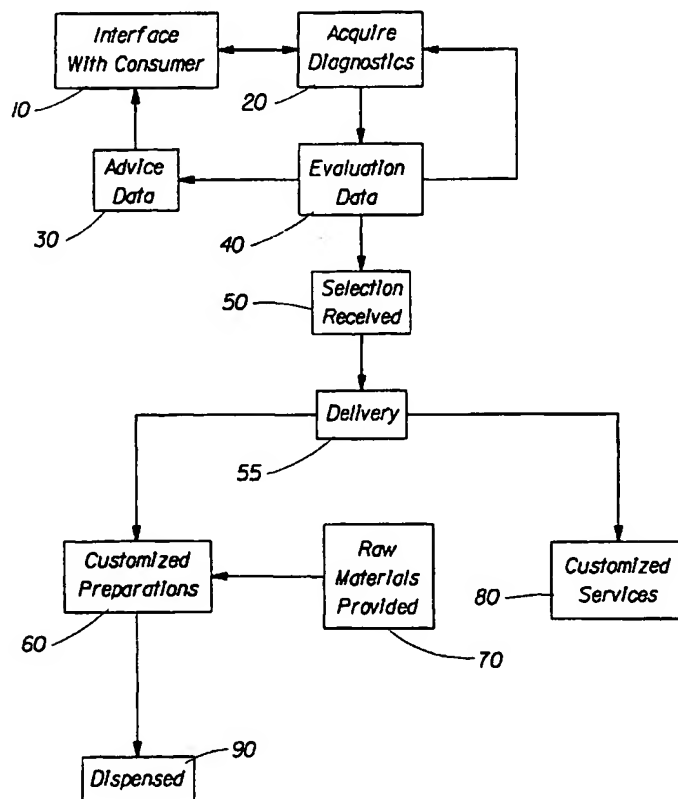 Interface
With Consumer
10
Acquire
Diagnostics
20
Advice
Data
30
Evaluation
Data
40
Selection
Received
50
Delivery
55
Customized
Preparations
60
Raw
Materials
Provided
70
Customized
Services
80
Dispensed
90